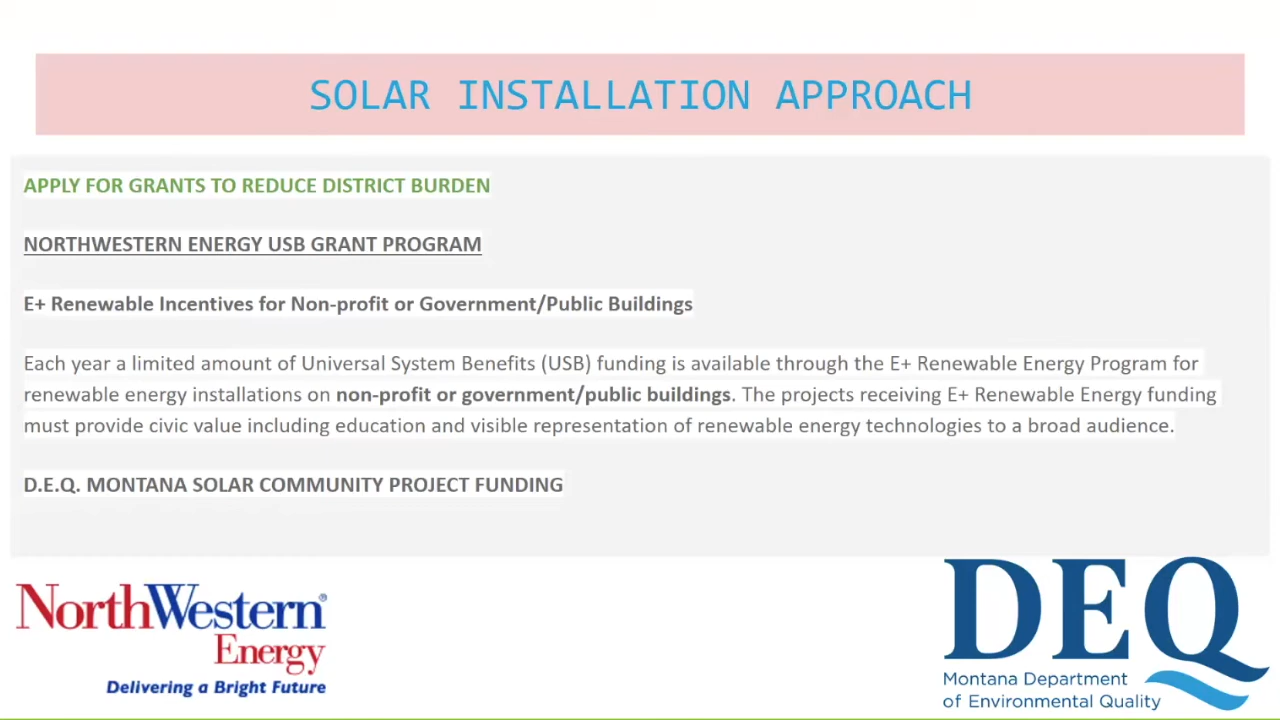 SOLAR INSTALLATION APPROACH
APPLY FOR GRANTS TO REDUCE DISTRICT BURDEN
NORTHWESTERN ENERGY USB GRANT PROGRAM
E+ Renewable Incentives for Non-profit or Government/Public Buildings
Each year a limited amount of Universal System Benefits (USB) funding is available through the E+ Renewable Energy Program for
renewable energy installations on non-profit or government/public buildings. The projects receiving E+ Renewable Energy funding
must provide civic value including education and visible representation of renewable energy technologies to a broad audience.
D.E.Q. MONTANA SOLAR COMMUNITY PROJECT FUNDING
NorthWestern®
Energy
Delivering a Bright Future
DEQ
Montana Department
of Environmental Quality